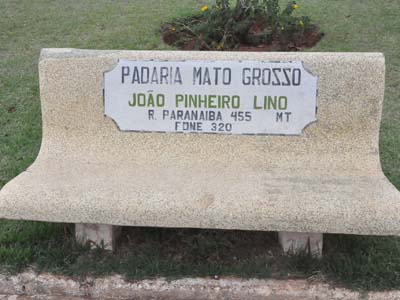 PADARIA MATO GROSSO
JOÃO PINHEIRO LINO
R. PARANAIBA 455 MT
FONE 320